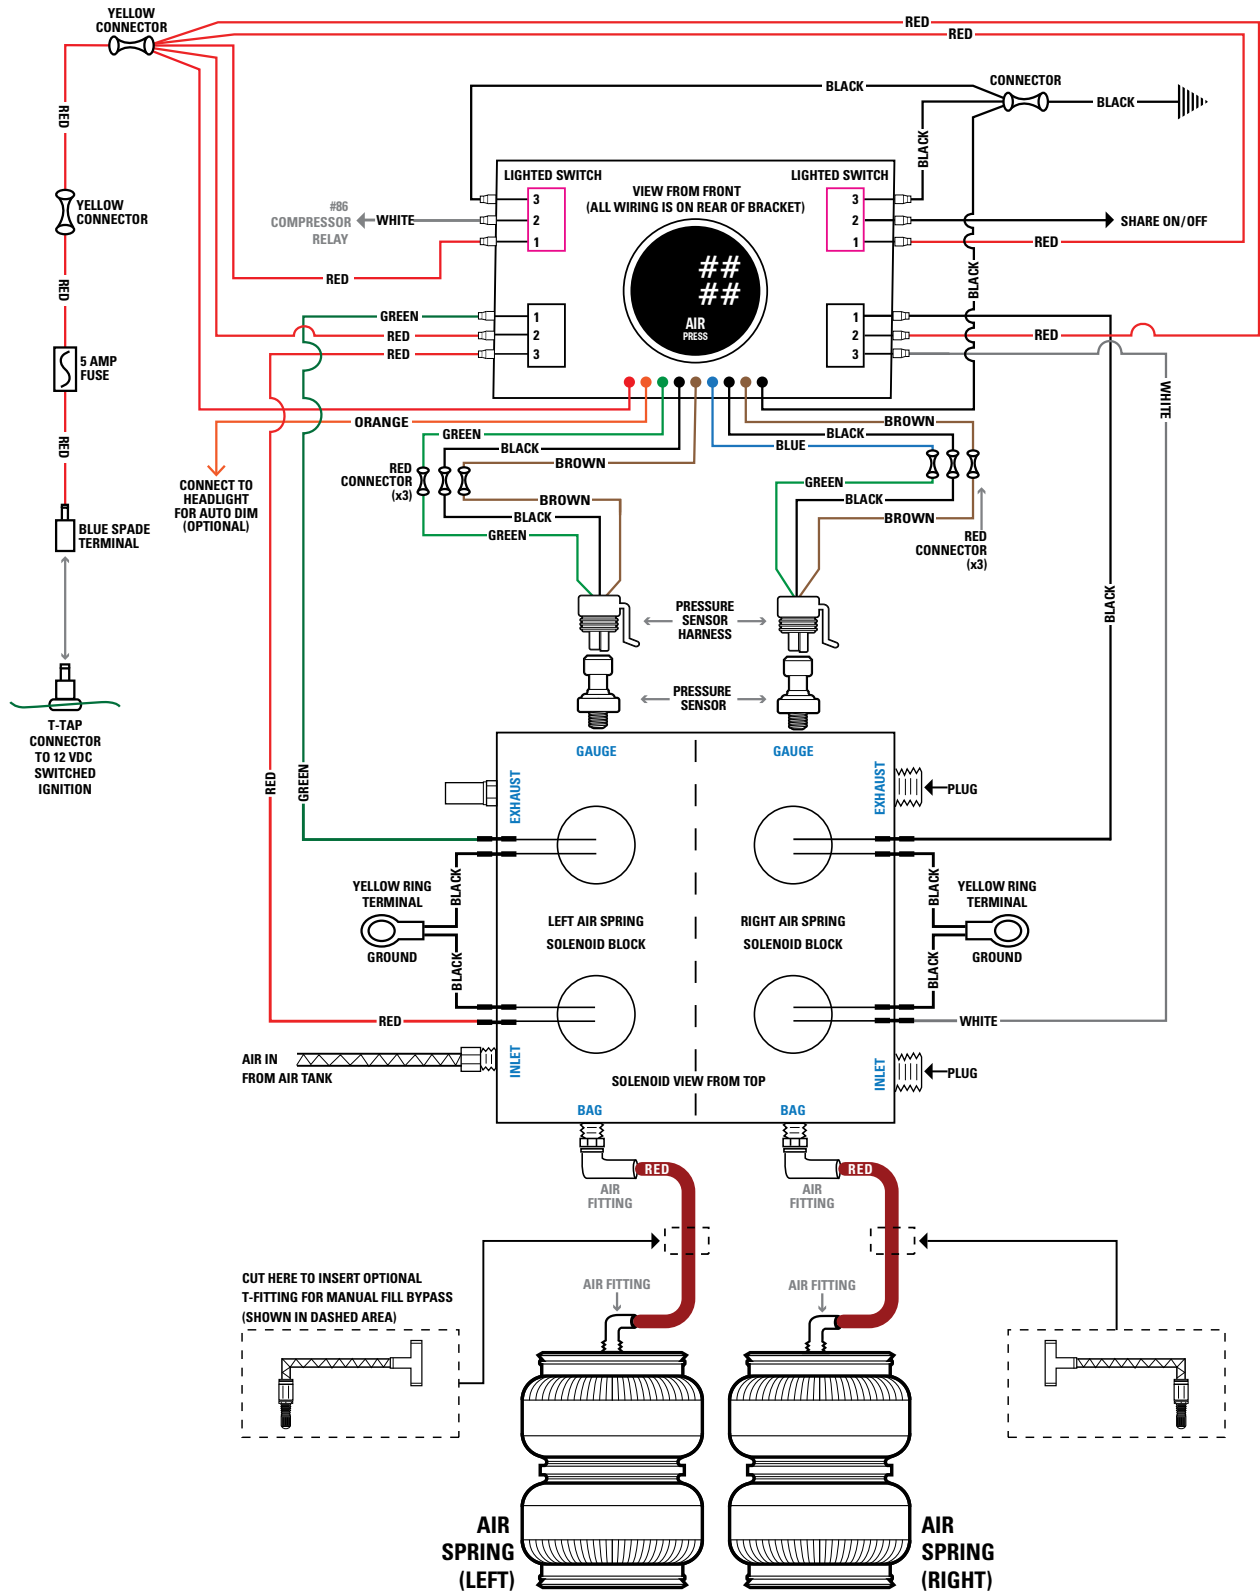 YELLOW
CONNECTOR
RED
RED
BLACK
CONNECTOR
BLACK
RED
BLACK
LIGHTED SWITCH
LIGHTED SWITCH
VIEW FROM FRONT
(ALL WIRING IS ON REAR OF BRACKET)
3
2
1
3
2
1
YELLOW
CONNECTOR
#86
COMPRESSOR
RELAY
WHITE
SHARE ON/OFF
RED
RED
RED
BLACK
##
##
AIR
PRESS
GREEN
RED
RED
1
2
3
1
2
3
RED
5 AMP
FUSE
WHITE
ORANGE
GREEN
BLACK
BROWN
BROWN
BLACK
BLUE
RED
RED
CONNECTOR
(x3)
BROWN
BLACK
GREEN
GREEN
BLACK
BROWN
RED
CONNECTOR
(x3)
CONNECT TO
HEADLIGHT
FOR AUTO DIM
(OPTIONAL)
BLUE SPADE
TERMINAL
BLACK
PRESSURE
SENSOR
HARNESS
PRESSURE
SENSOR
T-TAP
CONNECTOR
TO 12 VDC
SWITCHED
IGNITION
RED
GREEN
GAUGE
GAUGE
EXHAUST
EXHAUST
PLUG
BLACK
BLACK
YELLOW RING
TERMINAL
GROUND
LEFT AIR SPRING
SOLENOID BLOCK
RIGHT AIR SPRING
SOLENOID BLOCK
YELLOW RING
TERMINAL
GROUND
BLACK
BLACK
RED
WHITE
AIR IN
FROM AIR TANK
INLET
SOLENOID VIEW FROM TOP
INLET
PLUG
BAG
BAG
RED
RED
AIR
FITTING
AIR
FITTING
CUT HERE TO INSERT OPTIONAL
T-FITTING FOR MANUAL FILL BYPASS
(SHOWN IN DASHED AREA)
AIR FITTING
AIR FITTING
AIR
SPRING
(LEFT)
AIR
SPRING
(RIGHT)